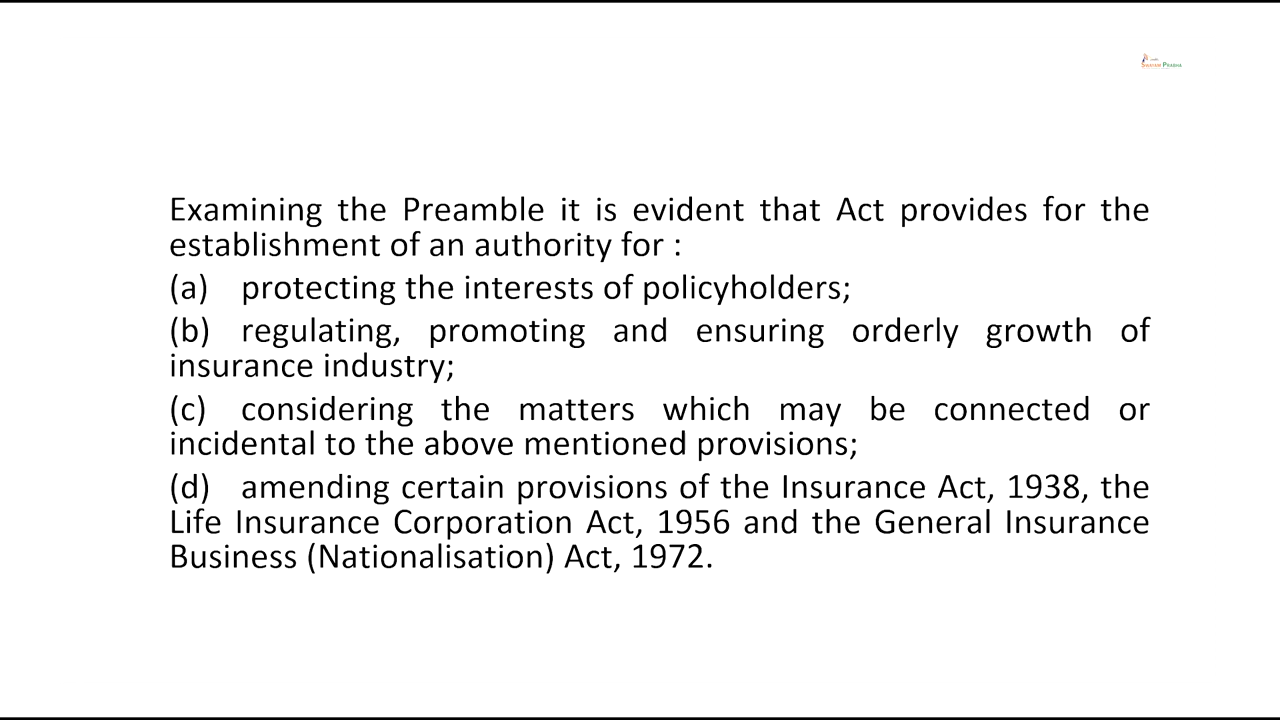 Swayam Prabha
Examining the Preamble it is evident that Act provides for the
establishment of an authority for :
(a) protecting the interests of policyholders;
(b) regulating, promoting and ensuring orderly growth of
insurance industry;
(c) considering the matters which may be connected or
incidental to the above mentioned provisions;
(d) amending certain provisions of the Insurance Act, 1938, the
Life Insurance Corporation Act, 1956 and the General Insurance
Business (Nationalisation) Act, 1972.